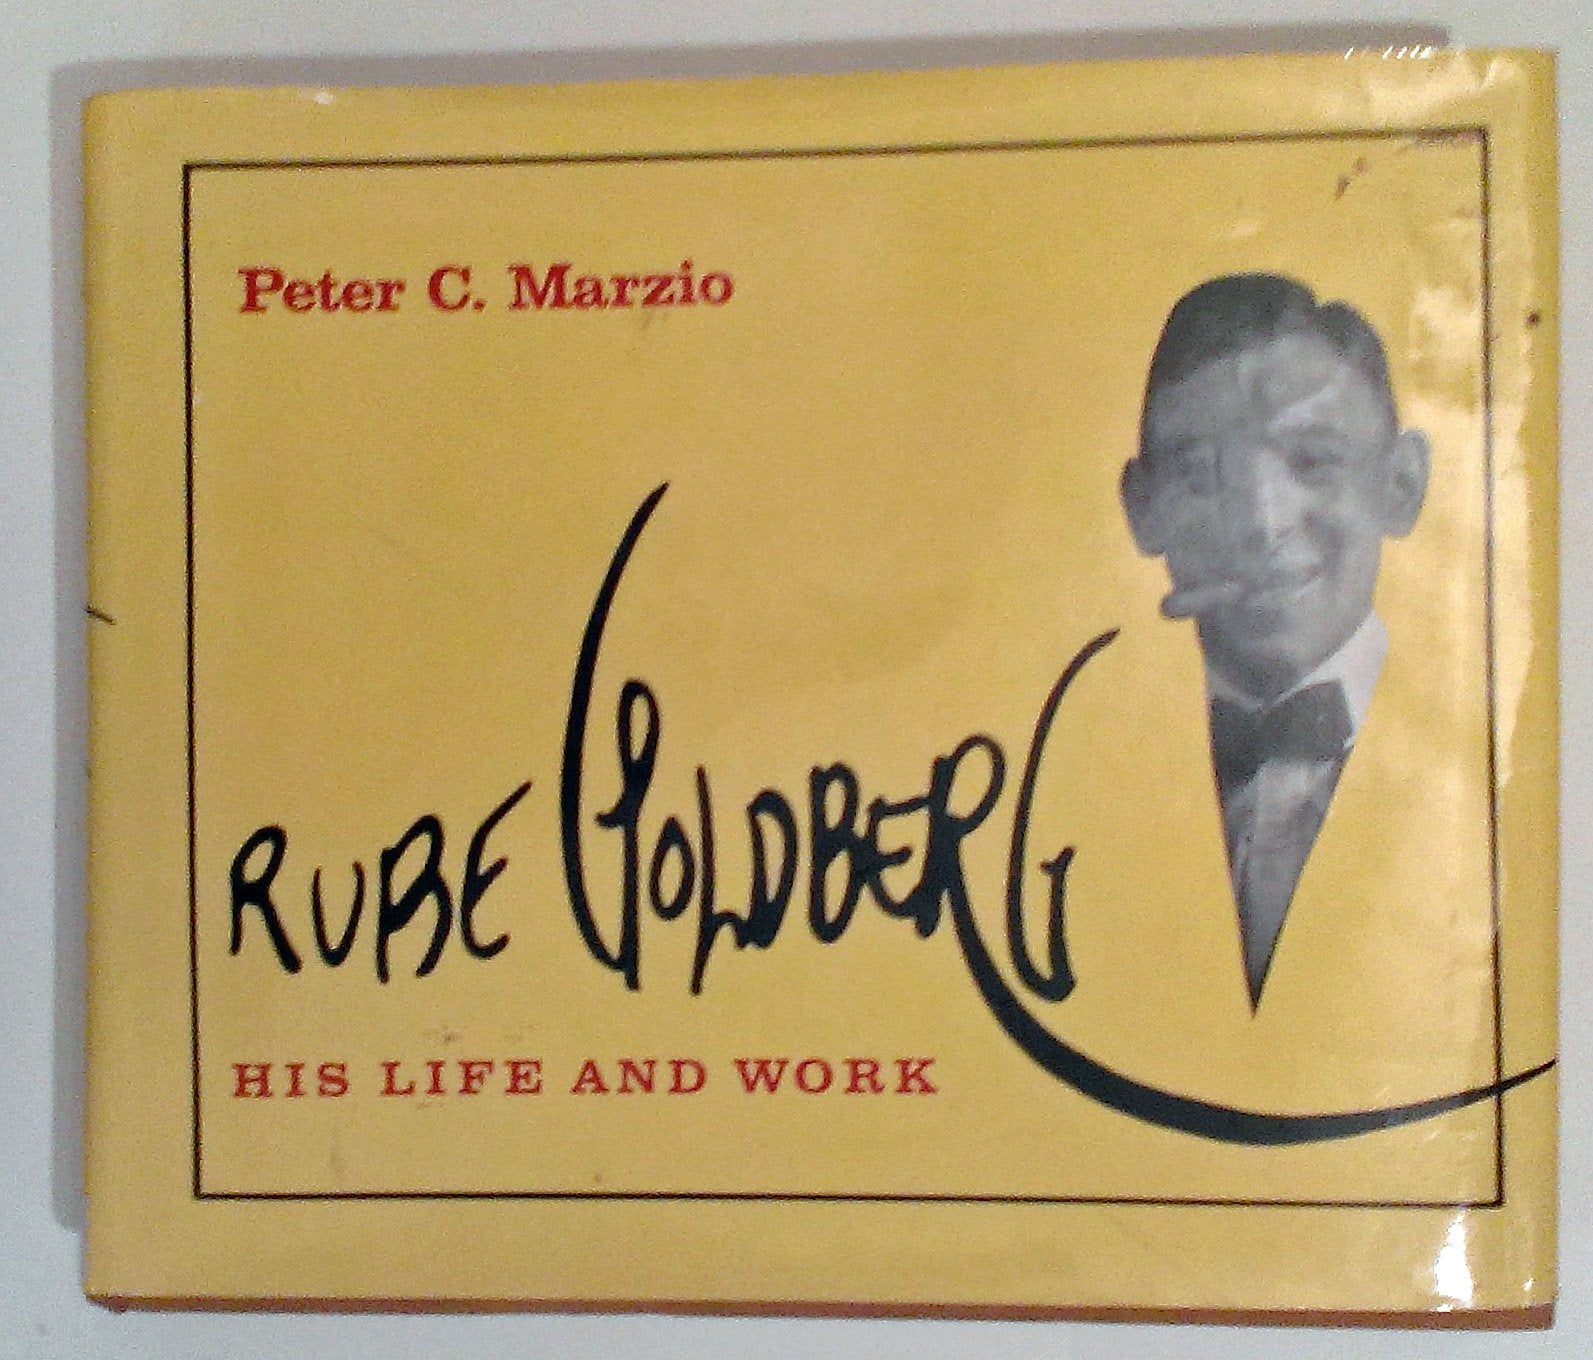 Peter C. Marzio
RUBE GOLDBERG
HIS LIFE AND WORK